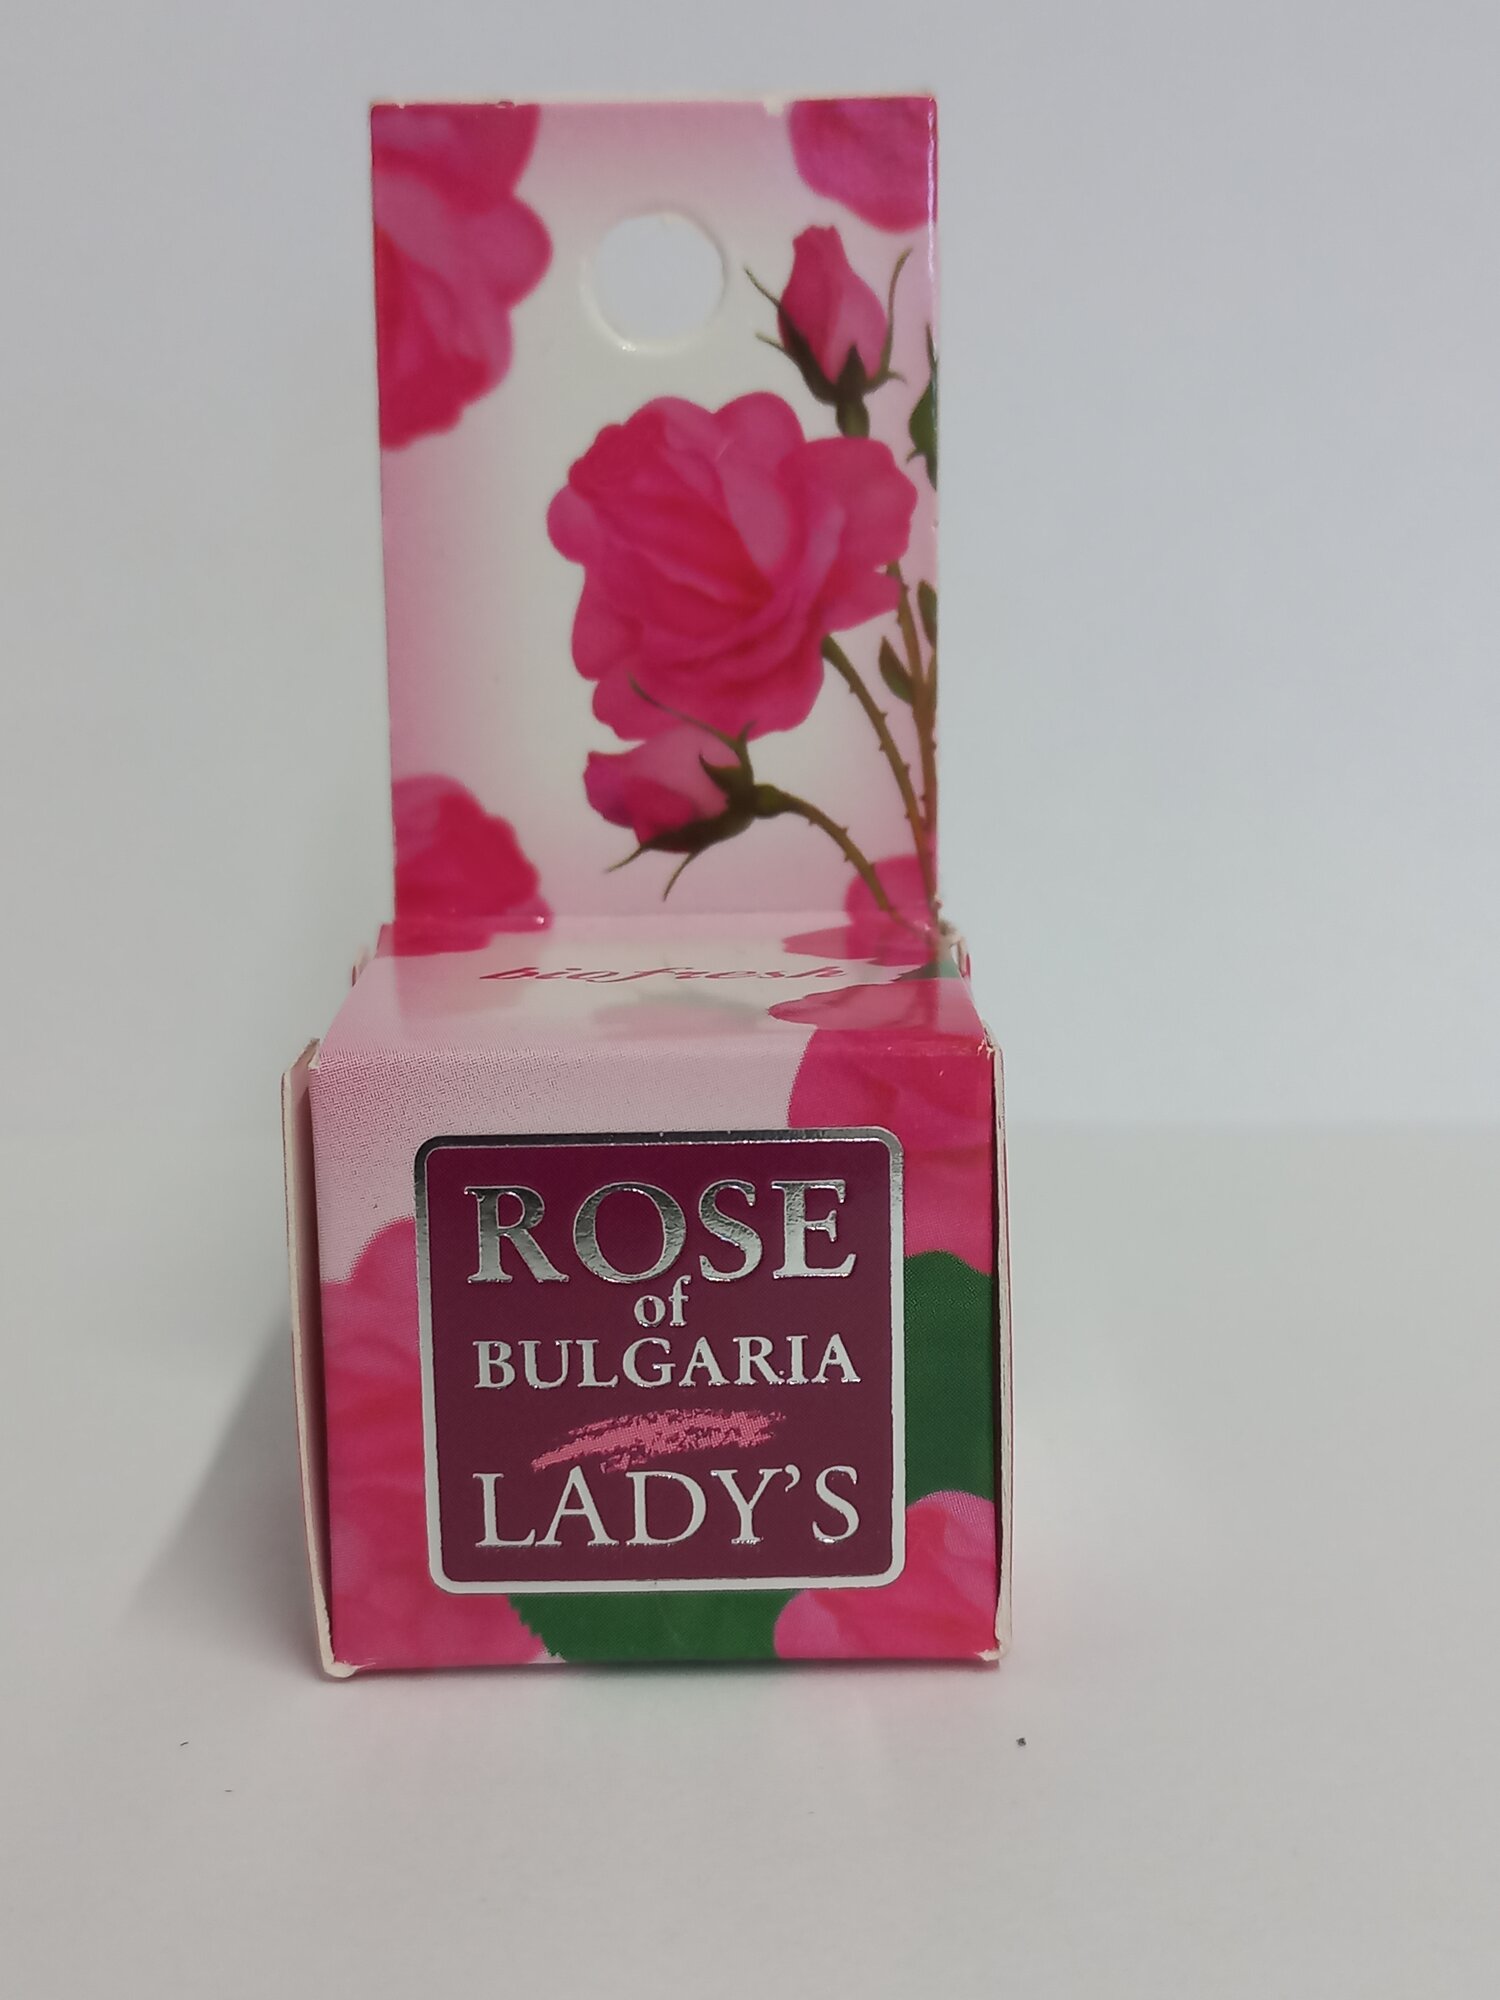 biofresh
ROSE
of
BULGARIA
LADY'S